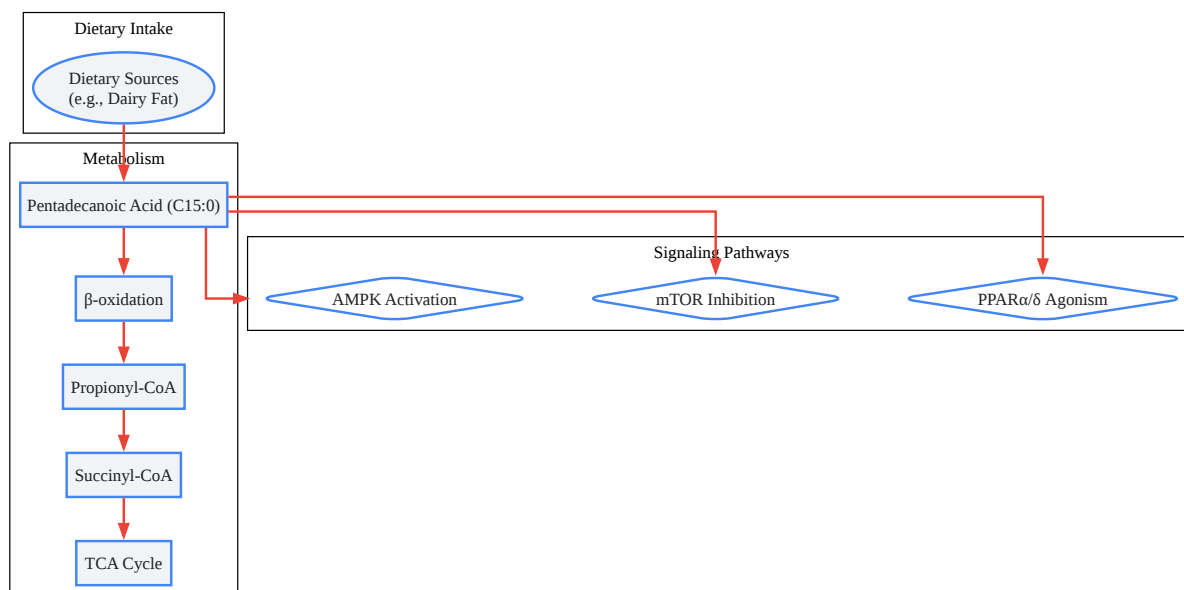 Dietary Intake
Dietary Sources
(e.g., Dairy Fat)
Metabolism
Pentadecanoic Acid (C15:0)
Signaling Pathways
β-oxidation
AMPK Activation
mTOR Inhibition
PPARα/δ Agonism
Propionyl-CoA
Succinyl-CoA
TCA Cycle